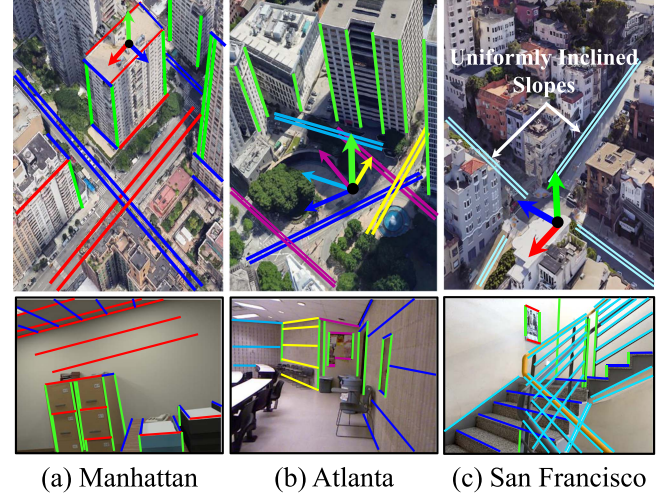 Uniformly Inclined
Slopes
(a) Manhattan
(b) Atlanta
(c) San Francisco